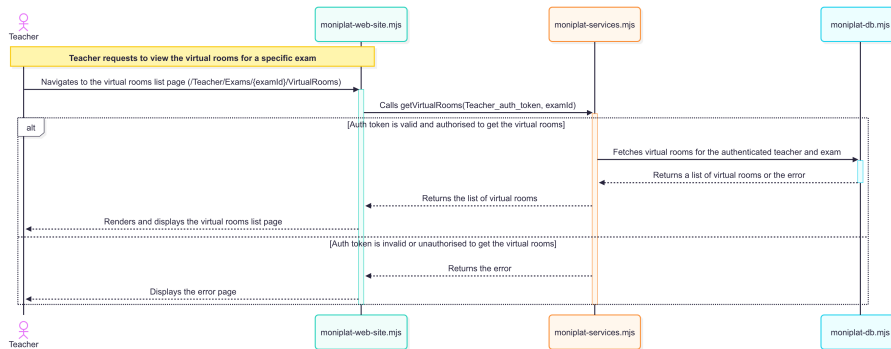 Teacher
moniplat-web-site.mjs
moniplat-services.mjs
moniplat-db.mjs
Teacher requests to view the virtual rooms for a specific exam
Navigates to the virtual rooms list page (/Teacher/Exams/{examId}/VirtualRooms)
Calls getVirtualRooms(Teacher_auth_token, examId)
alt
[Auth token is valid and authorised to get the virtual rooms]
Fetches virtual rooms for the authenticated teacher and exam
Returns a list of virtual rooms or the error
Returns the list of virtual rooms
Renders and displays the virtual rooms list page
[Auth token is invalid or unauthorised to get the virtual rooms]
Returns the error
Displays the error page
Teacher
moniplat-web-site.mjs
moniplat-services.mjs
moniplat-db.mjs